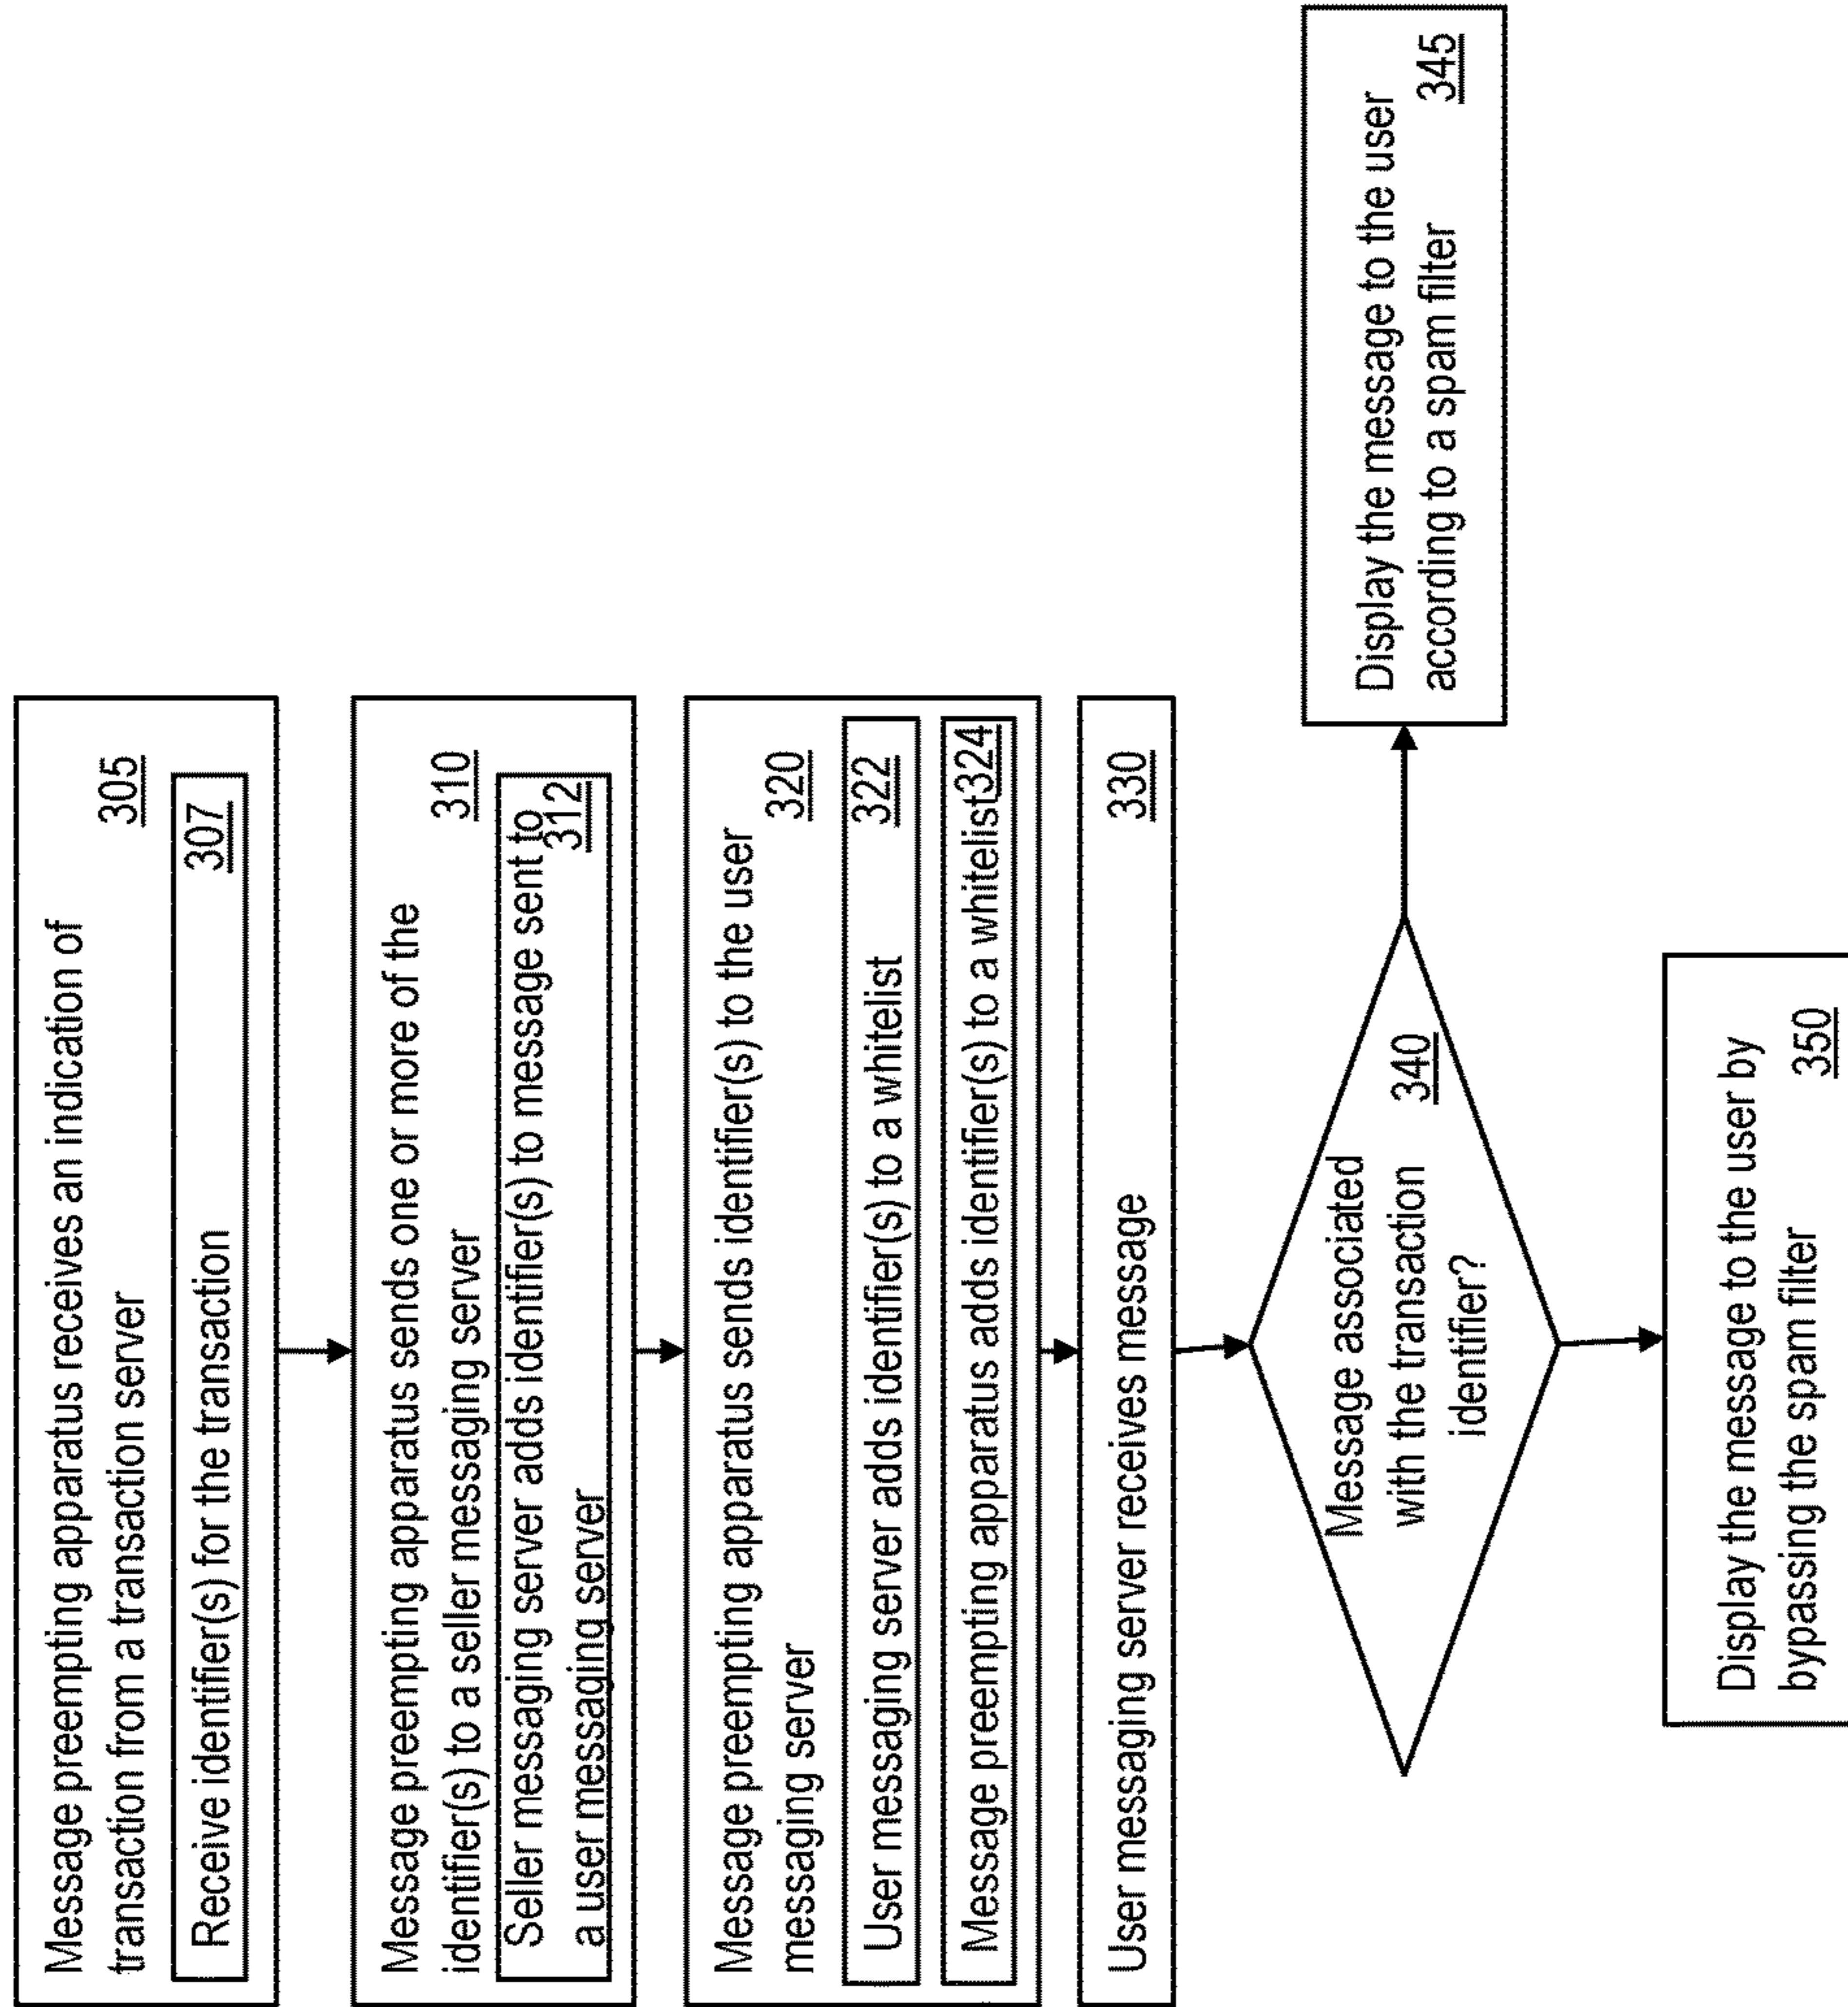 Message preempting apparatus receives an indication of
transaction from a transaction server
305
Receive identifier(s) for the transaction
307
Message preempting apparatus sends one or more of the
identifier(s) to a seller messaging server
310
Seller messaging server adds identifier(s) to message sent to
a user messaging server
312
Message preempting apparatus sends identifier(s) to the user
messaging server
320
User messaging server adds identifier(s) to a whitelist
322
Message preempting apparatus adds identifier(s) to a whitelist
324
User messaging server receives message
330
Message associated
with the transaction
identifier?
340
Display the message to the user
according to a spam filter
345
Display the message to the user by
bypassing the spam filter
350